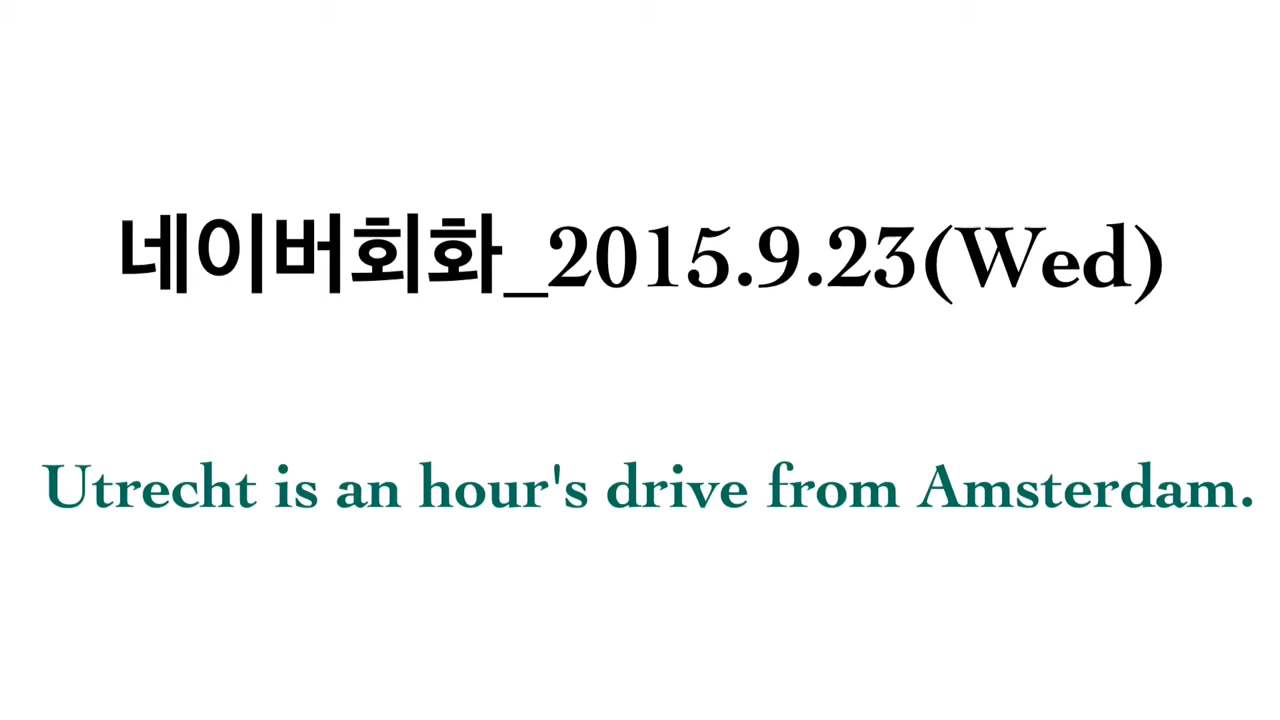 네이버회화_2015.9.23(Wed)
Utrecht is an hour's drive from Amsterdam.